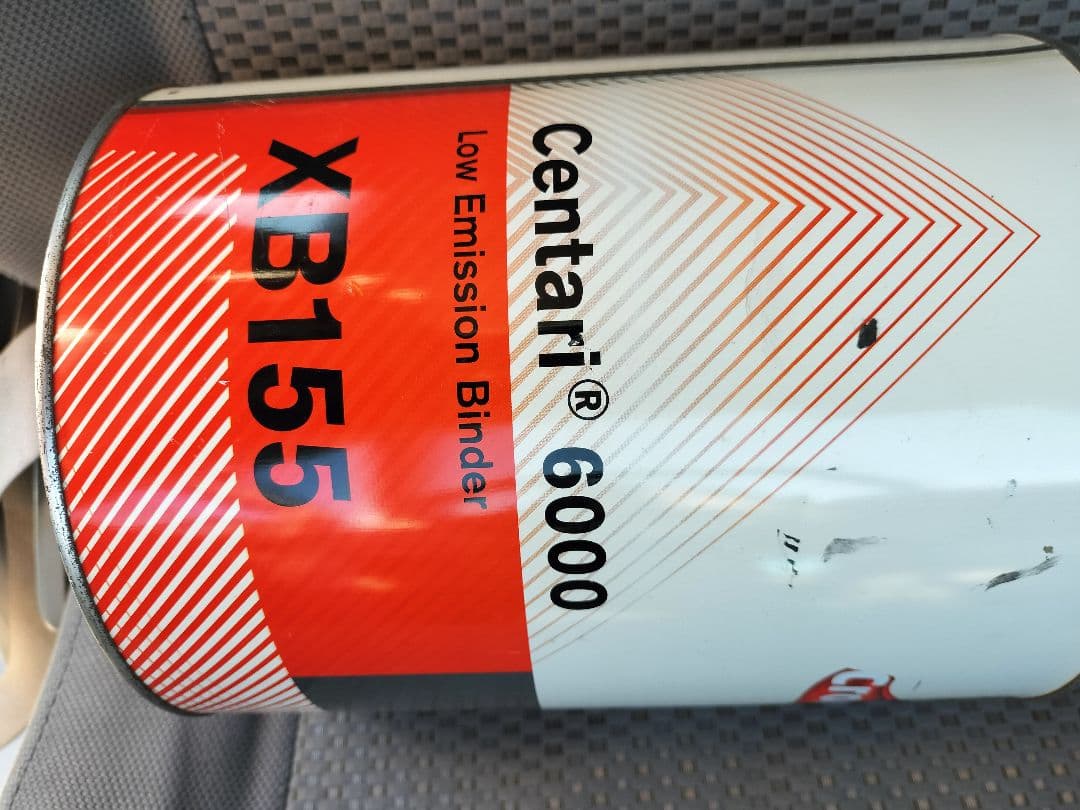 Centari® 6000
Low Emission Binder
XB155